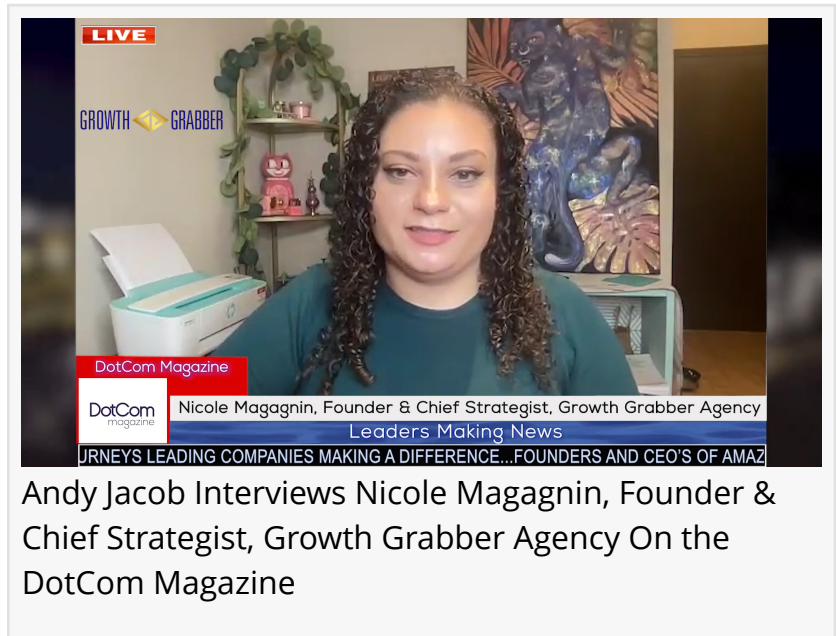 LIVE
GROWTH GRABBER
DotCom Magazine
DotCom
magazine
Nicole Magagnin, Founder & Chief Strategist, Growth Grabber Agency
Leaders Making News
URNEYS LEADING COMPANIES MAKING A DIFFERENCE...FOUNDERS AND CEO'S OF AMAZ
Andy Jacob Interviews Nicole Magagnin, Founder &
Chief Strategist, Growth Grabber Agency On the
DotCom Magazine